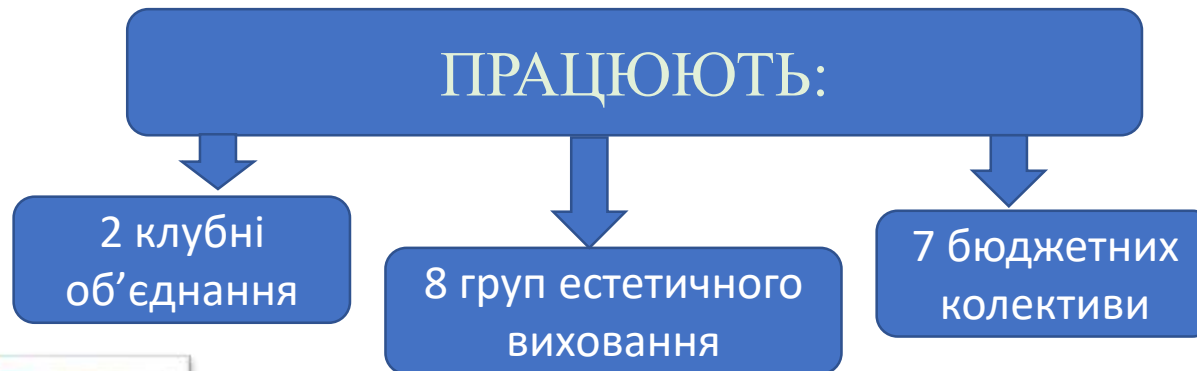 ПРАЦЮЮТЬ:
2 клубні
об’єднання
8 груп естетичного
виховання
7 бюджетних
колективи